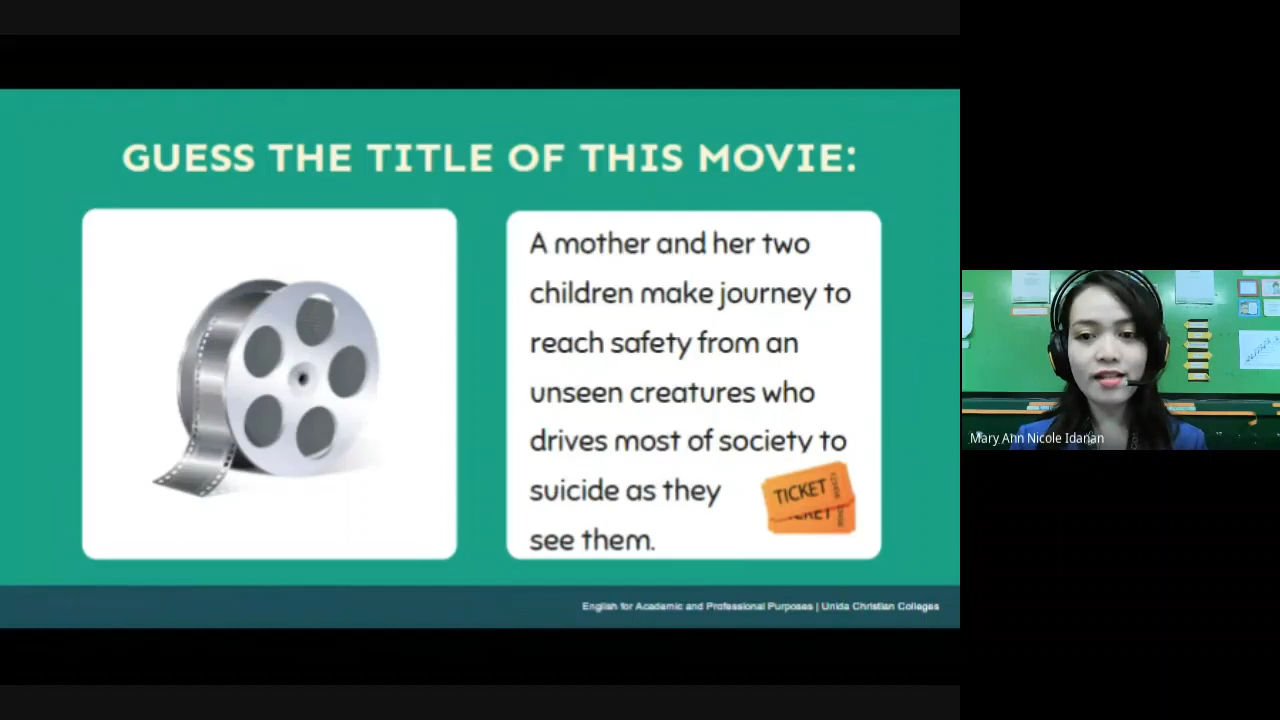 GUESS THE TITLE OF THIS MOVIE:
A mother and her two
children make journey to
reach safety from an
unseen creatures who
drives most of society to
suicide as they
see them.
TICKET
English for Academic and Professional Purposes | Unida Christian Colleges
Mary Ann Nicole Idanan